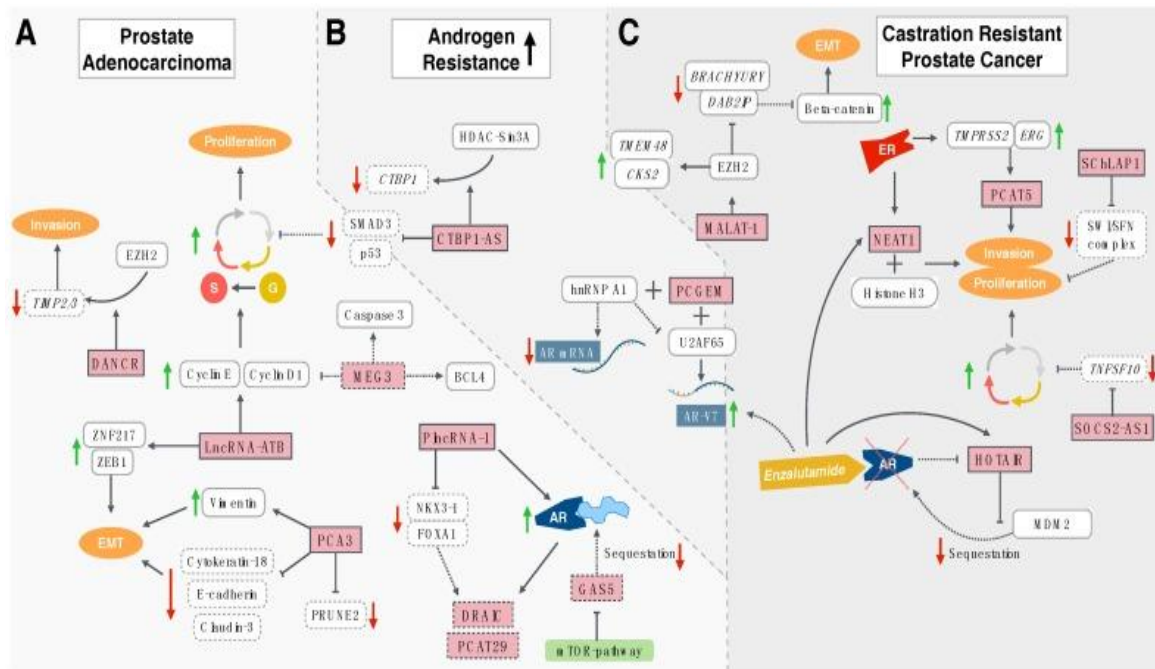 A
Prostate
Adenocarcinoma
Proliferation
Invasion
EZH2
TIMP2/3
DANCR
S
G
Cyclin E
Cyclin D1
ZNF217
ZEB1
LncRNA-ATB
Vimentin
EMT
PCA3
Cytokeratin-18
E-cadherin
Claudin-3
PRUNE2
B
Androgen
Resistance
HDAC-Sin3A
CTBP1
SMAD3
p53
CTBP1-AS
Caspase 3
MEG3
BCL4
PlncRNA-1
NKX3-1
FOXA1
AR
Sequestation
GAS5
DRAIC
PCAT29
mTOR-pathway
C
Castration Resistant
Prostate Cancer
EMT
BRACHYURY
DAB2IP
Beta-catenin
TMEM48
CKS2
EZH2
MALAT-1
ER
TMPRSS2
ERG
SChLAP1
PCAT5
NEAT1
SWI/SFN
complex
Invasion
Proliferation
Histone H3
hnRNP A1
+
PCGEM
+
U2AF65
AR mRNA
AR-V7
+
TNFSF10
SOCS2-AS1
Enzalutamide
AR
HOTAIR
MDM2
Sequestation